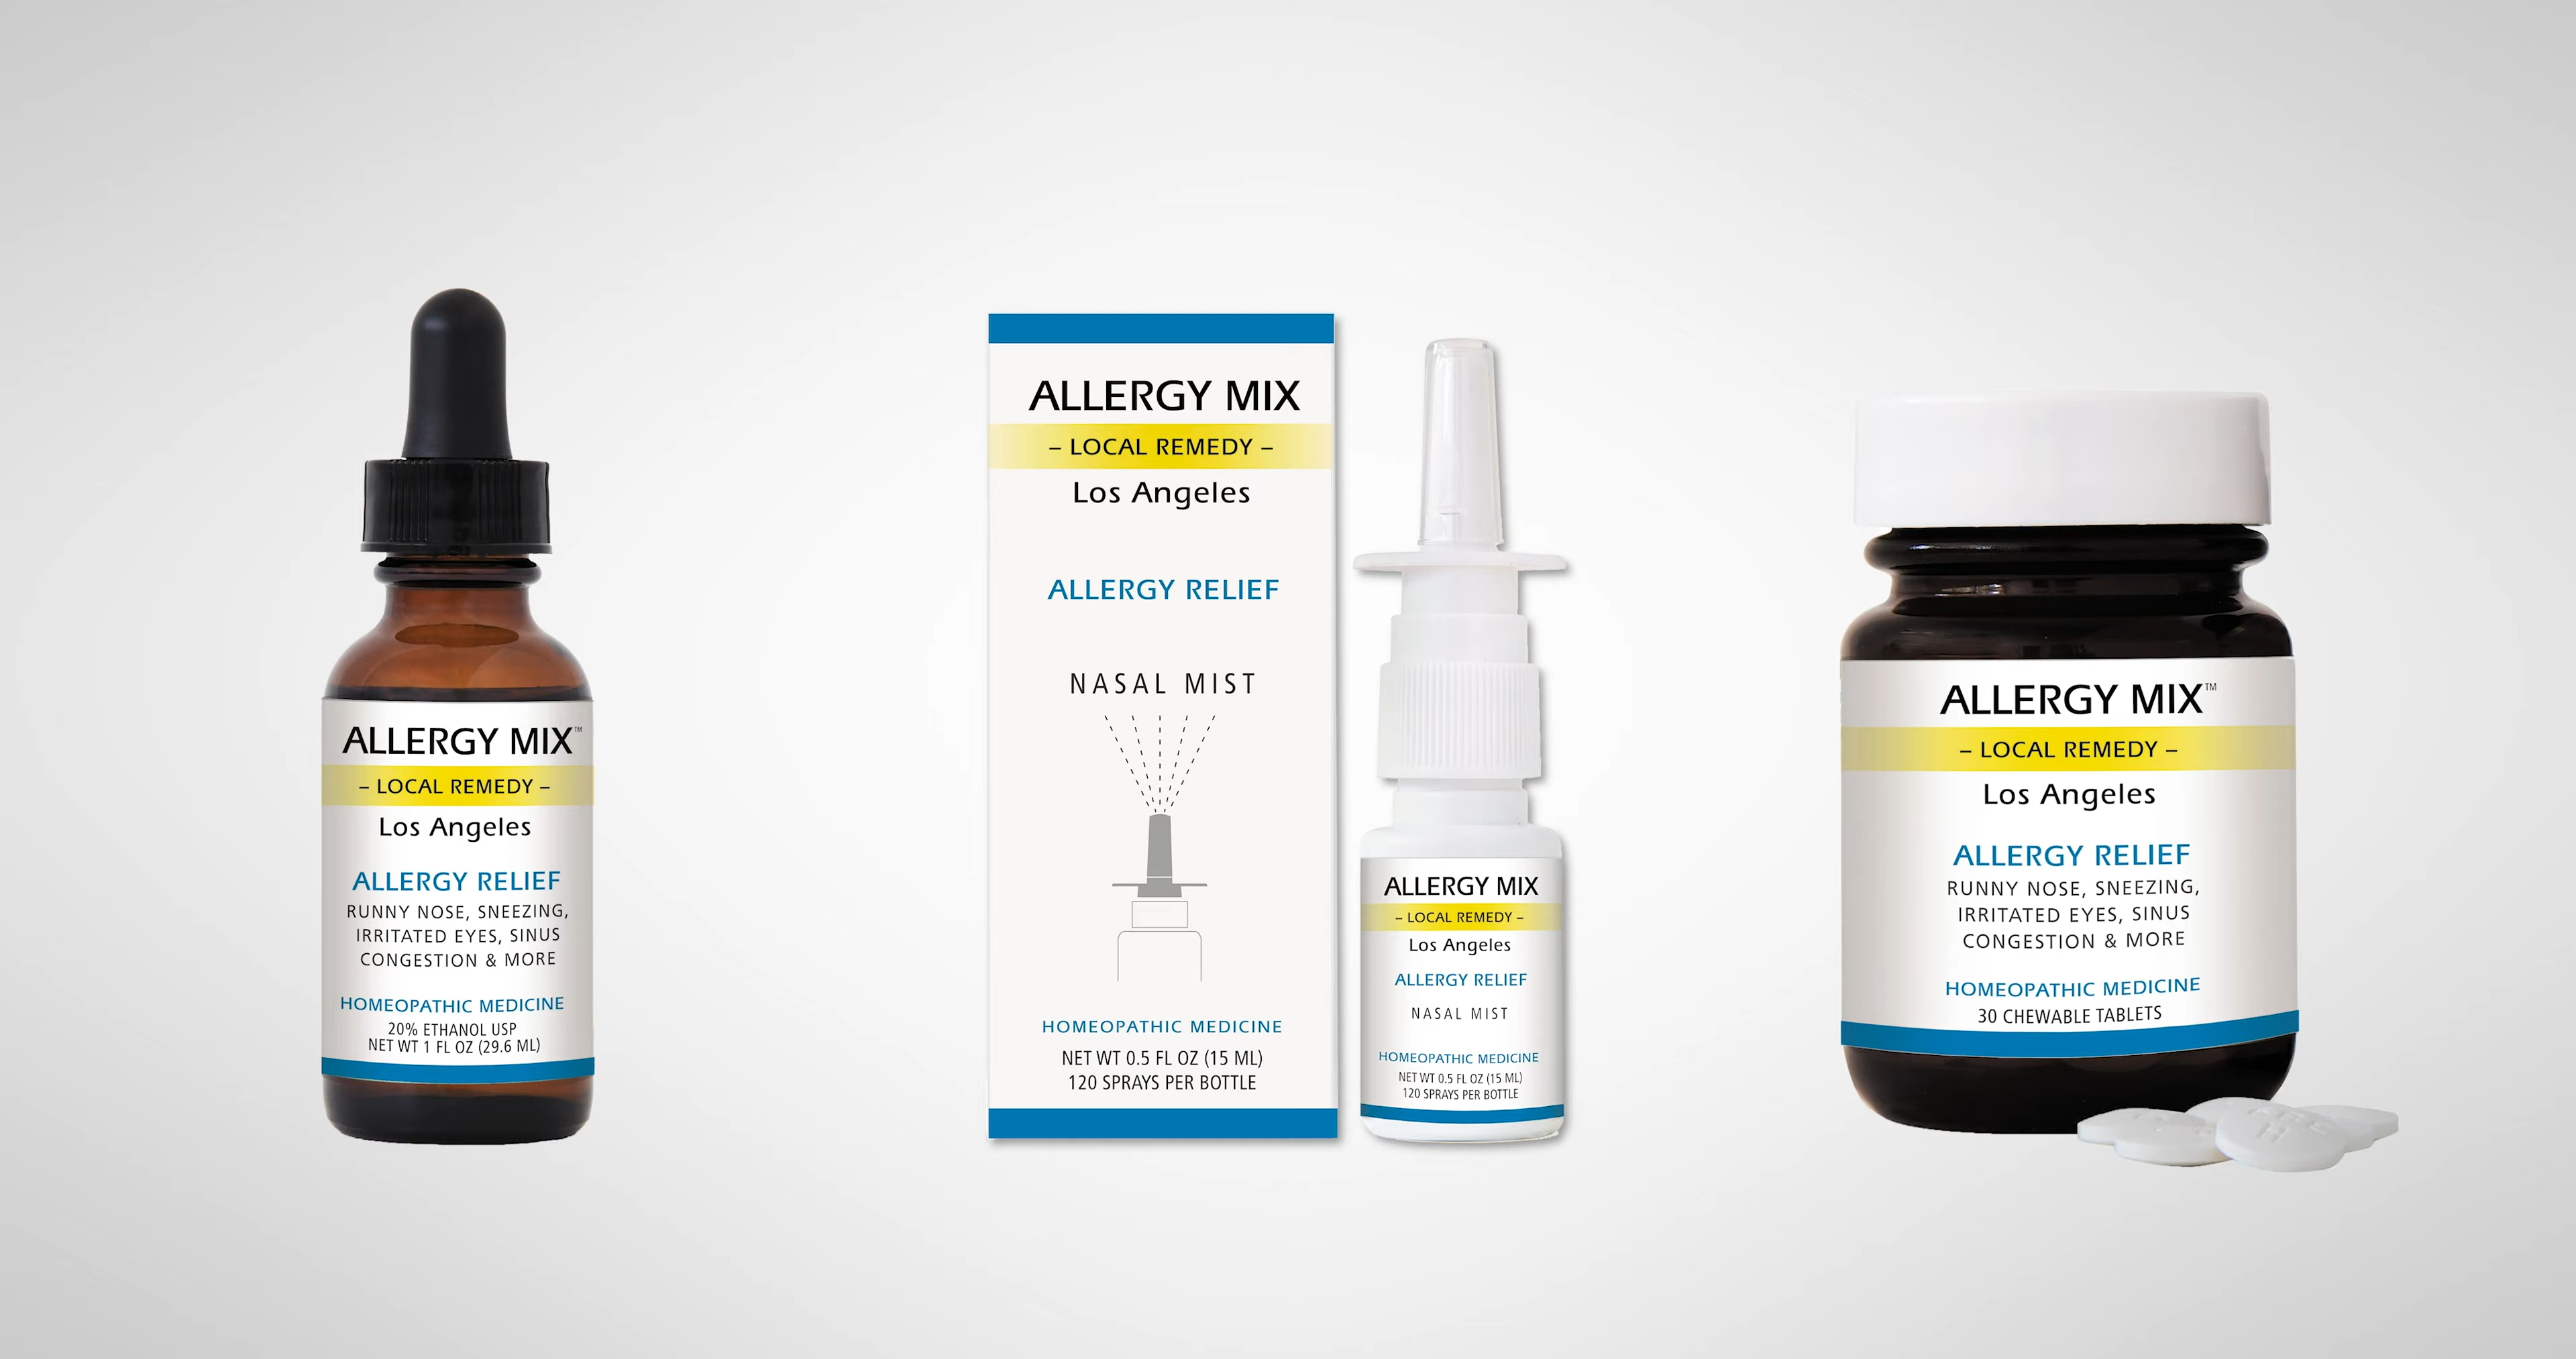 ALLERGY MIX™
– LOCAL REMEDY –
Los Angeles
ALLERGY RELIEF
RUNNY NOSE, SNEEZING,
IRRITATED EYES, SINUS
CONGESTION & MORE
HOMEOPATHIC MEDICINE
20% ETHANOL USP
NET WT 1 FL OZ (29.6 ML)
ALLERGY MIX
– LOCAL REMEDY –
Los Angeles
ALLERGY RELIEF
NASAL MIST
HOMEOPATHIC MEDICINE
NET WT 0.5 FL OZ (15 ML)
120 SPRAYS PER BOTTLE
ALLERGY MIX
– LOCAL REMEDY –
Los Angeles
ALLERGY RELIEF
NASAL MIST
HOMEOPATHIC MEDICINE
NET WT 0.5 FL OZ (15 ML)
120 SPRAYS PER BOTTLE
ALLERGY MIX™
– LOCAL REMEDY –
Los Angeles
ALLERGY RELIEF
RUNNY NOSE, SNEEZING,
IRRITATED EYES, SINUS
CONGESTION & MORE
HOMEOPATHIC MEDICINE
30 CHEWABLE TABLETS